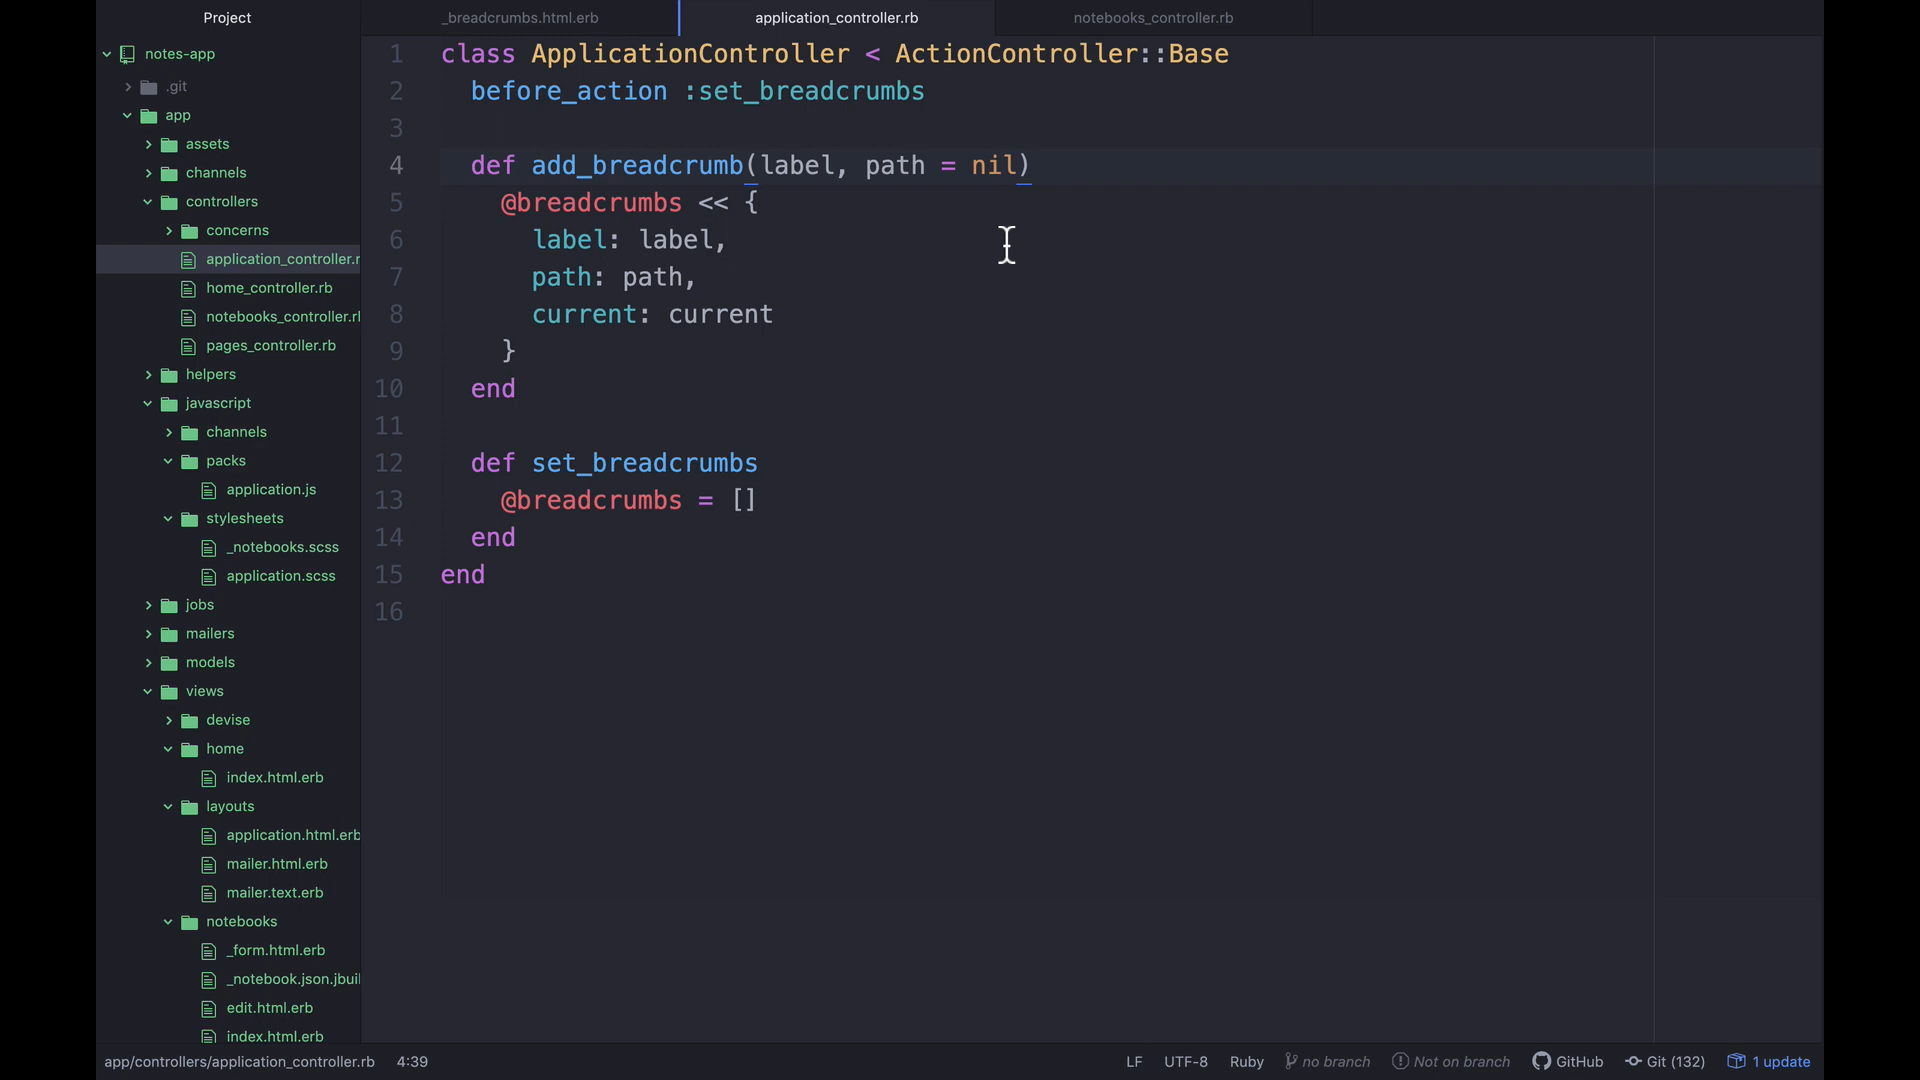 Project
_breadcrumbs.html.erb
application_controller.rb
notebooks_controller.rb
notes-app
.git
app
assets
channels
controllers
concerns
application_controller.r
home_controller.rb
notebooks_controller.rl
pages_controller.rb
helpers
javascript
channels
packs
application.js
stylesheets
_notebooks.scss
application.scss
jobs
mailers
models
views
devise
home
index.html.erb
layouts
application.html.erb
mailer.html.erb
mailer.text.erb
notebooks
_form.html.erb
_notebook.json.jbuil
edit.html.erb
index.html.erb
1 class ApplicationController < ActionController::Base
2 before_action :set_breadcrumbs
3
4 def add_breadcrumb(label, path = nil)
5 @breadcrumbs << {
6 label: label,
7 path: path,
8 current: current
9 }
10 end
11
12 def set_breadcrumbs
13 @breadcrumbs = []
14 end
15 end
16
app/controllers/application_controller.rb 4:39 LF UTF-8 Ruby no branch Not on branch GitHub Git (132) 1 update